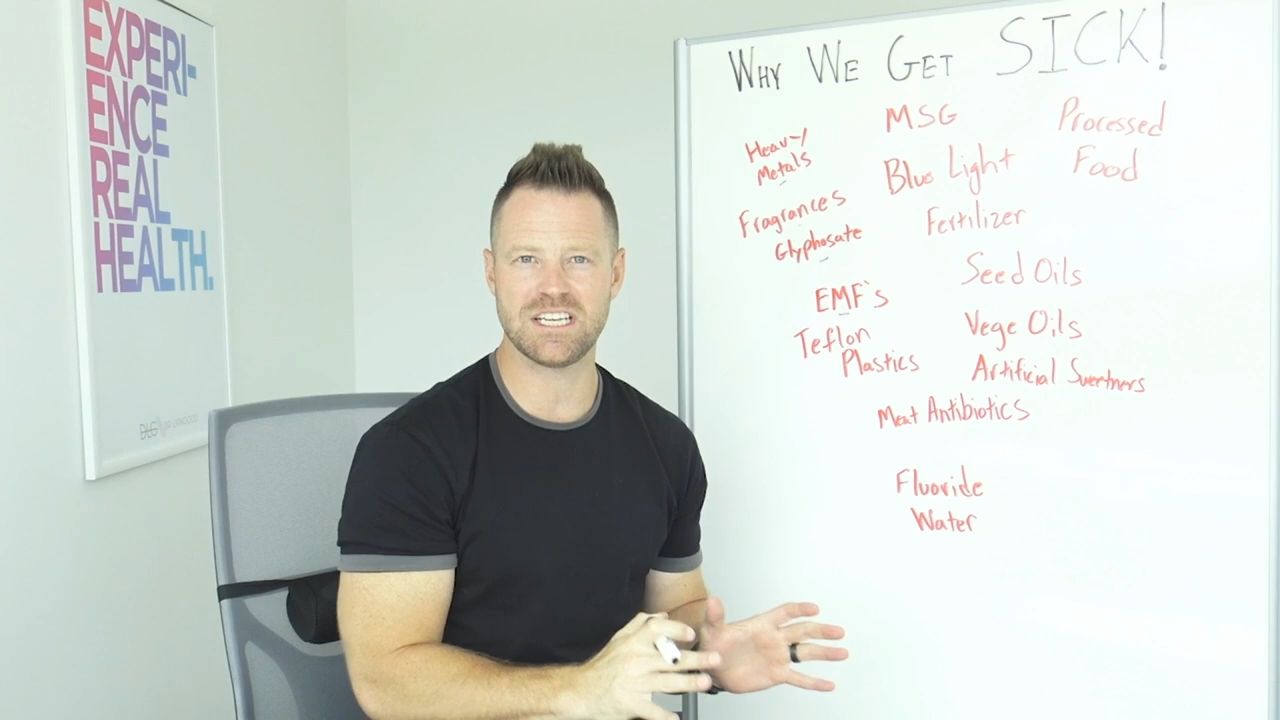 EXPERI-
ENCE
REAL
HEALTH.
DLG
WHY WE GET SICK!
Heavy
Metals
Fragrances
Glyphosate
EMF's
Teflon
Plastics
MSG
Blue Light
Fertilizer
Processed
Food
Seed Oils
Vege Oils
Artificial Sweetners
Meat Antibiotics
Fluoride
Water